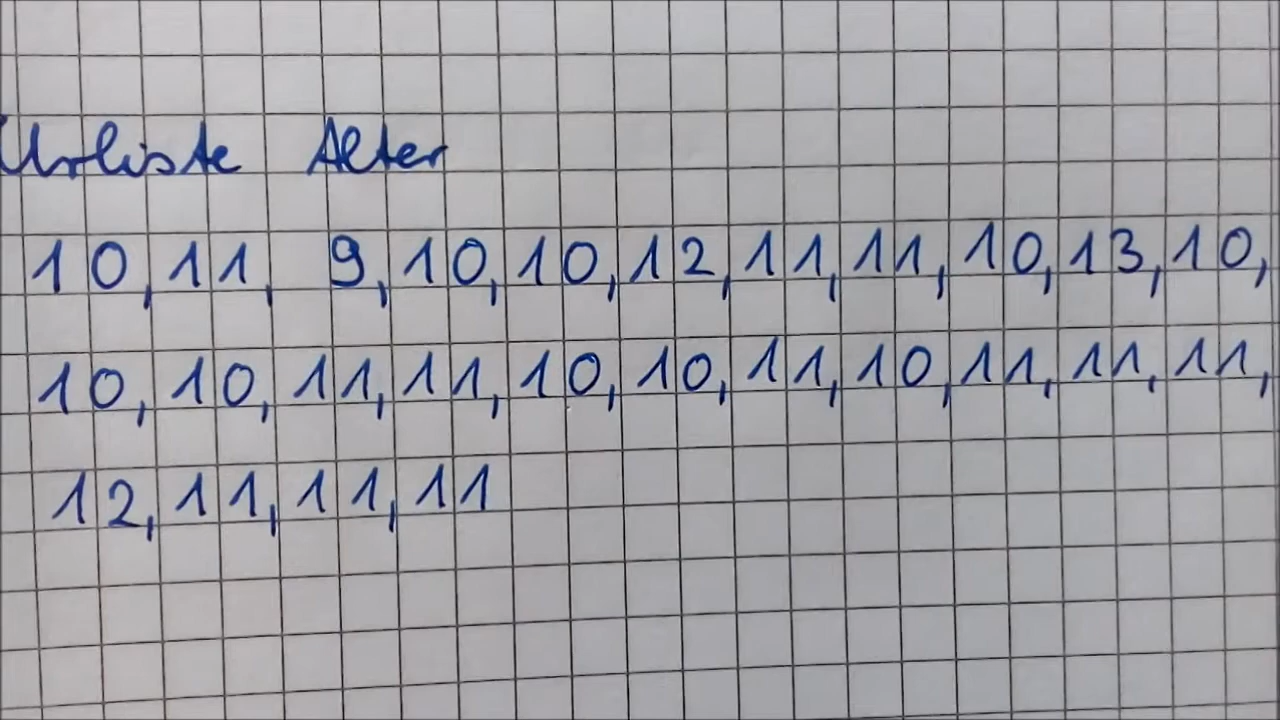 Urliste Alter
10, 11, 9, 10, 10, 12, 11, 11, 10, 13, 10,
10, 10, 11, 11, 10, 10, 11, 10, 11, 11, 11,
12, 11, 11, 11